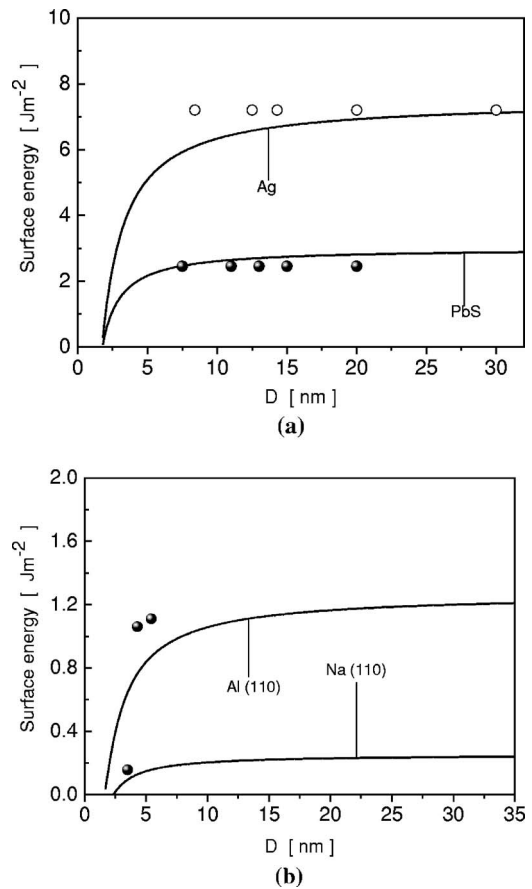 10
8
6
4
2
0
Surface energy [ Jm-2 ]
Ag
PbS
0 5 10 15 20 25 30
D [ nm ]
(a)
2.0
1.6
1.2
0.8
0.4
0.0
Surface energy [ Jm-2 ]
Na (110)
Al (110)
0 5 10 15 20 25 30 35
D [ nm ]
(b)